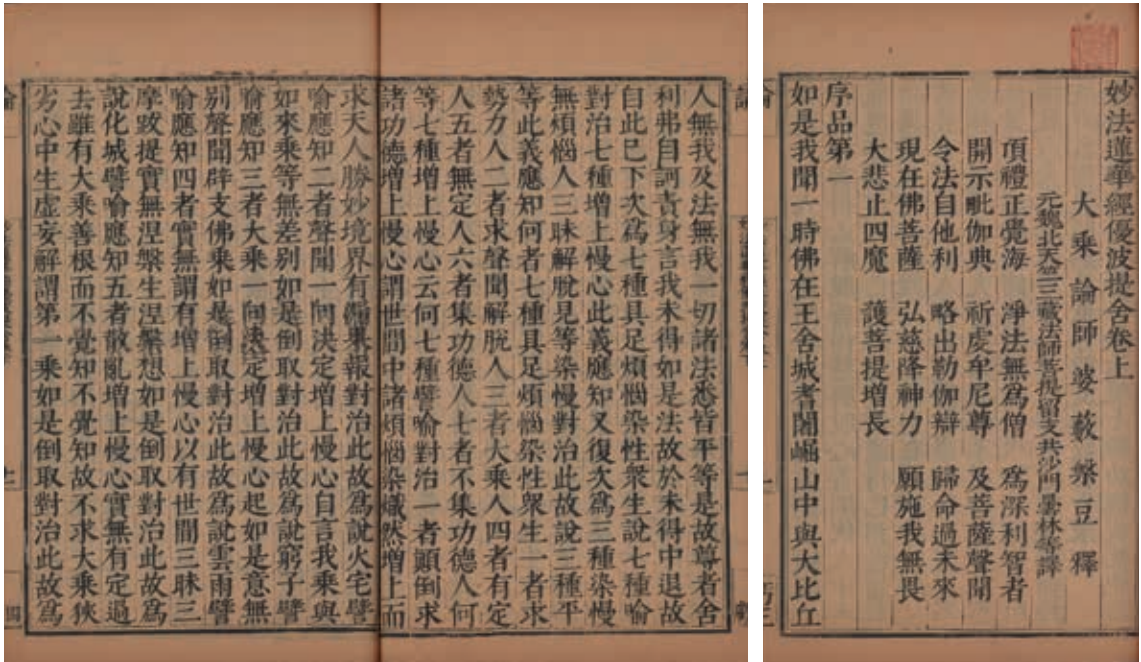 妙法蓮華經優波提舍卷上
大乘論師婆藪槃豆 釋
元魏北天竺三藏法師菩提留支共沙門曇林等譯
頂禮正覺海 淨法無為僧 為深利智者
開示毗伽典 祈虔牟尼尊 及菩薩聲聞
令法自他利 略出勒伽辯 歸命過未來
現在佛菩薩 弘慈降神力 願施我無畏
大悲止四魔 護菩提增長
序品第一
如是我聞一時佛在王舍城耆闍崛山中與大比丘
人無我及法無我一切諸法悉皆平等是故尊者舍
利弗自訶責身言我未得如是法故於未得中退故
自此已下次為七種具足煩惱染性衆生說七種喻
對治七種增上慢心此義應知又復次為三種染慢
無煩惱人三昧解脫見等染慢對治此故說三種平
等此義應知何者七種具足煩惱染性衆生一者求
勢力人二者求聲聞解脫人三者大乘人四者有定
人五者無定人六者集功德人七者不集功德人何
等七種增上慢心云何七種譬喻對治一者顛倒求
諸功德增上慢心謂世間中諸煩惱染熾然增上而
求天人勝妙境界有漏果報對治此故為說火宅譬
喻應知二者聲聞一向決定增上慢心自言我乘與
如來乘等無差别如是倒取對治此故為說窮子譬
喻應知三者大乘一向決定增上慢心起如是意無
别聲聞辟支佛乘如是倒取對治此故為說雲雨譬
喻應知四者實無謂有增上慢心以有世間三昧三
摩跋提實無涅槃生涅槃想如是倒取對治此故為
說化城譬喻應知五者散亂增上慢心實無有定過
去雖有大乘善根而不覺知不覺知故不求大乘狹
劣心中生虛妄解謂第一乘如是倒取對治此故為